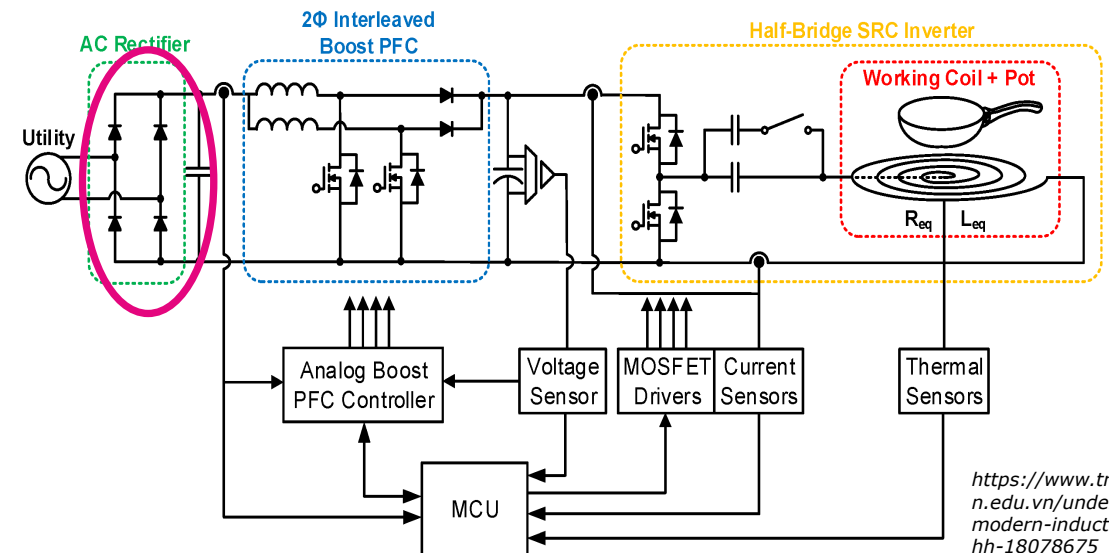 2Φ Interleaved
Boost PFC
AC Rectifier
Half-Bridge SRC Inverter
Working Coil + Pot
Utility
Req Leq
Analog Boost
PFC Controller
Voltage
Sensor
MOSFET
Drivers
Current
Sensors
Thermal
Sensors
MCU
https://www.tr
n.edu.vn/unde
modern-induct
hh-18078675